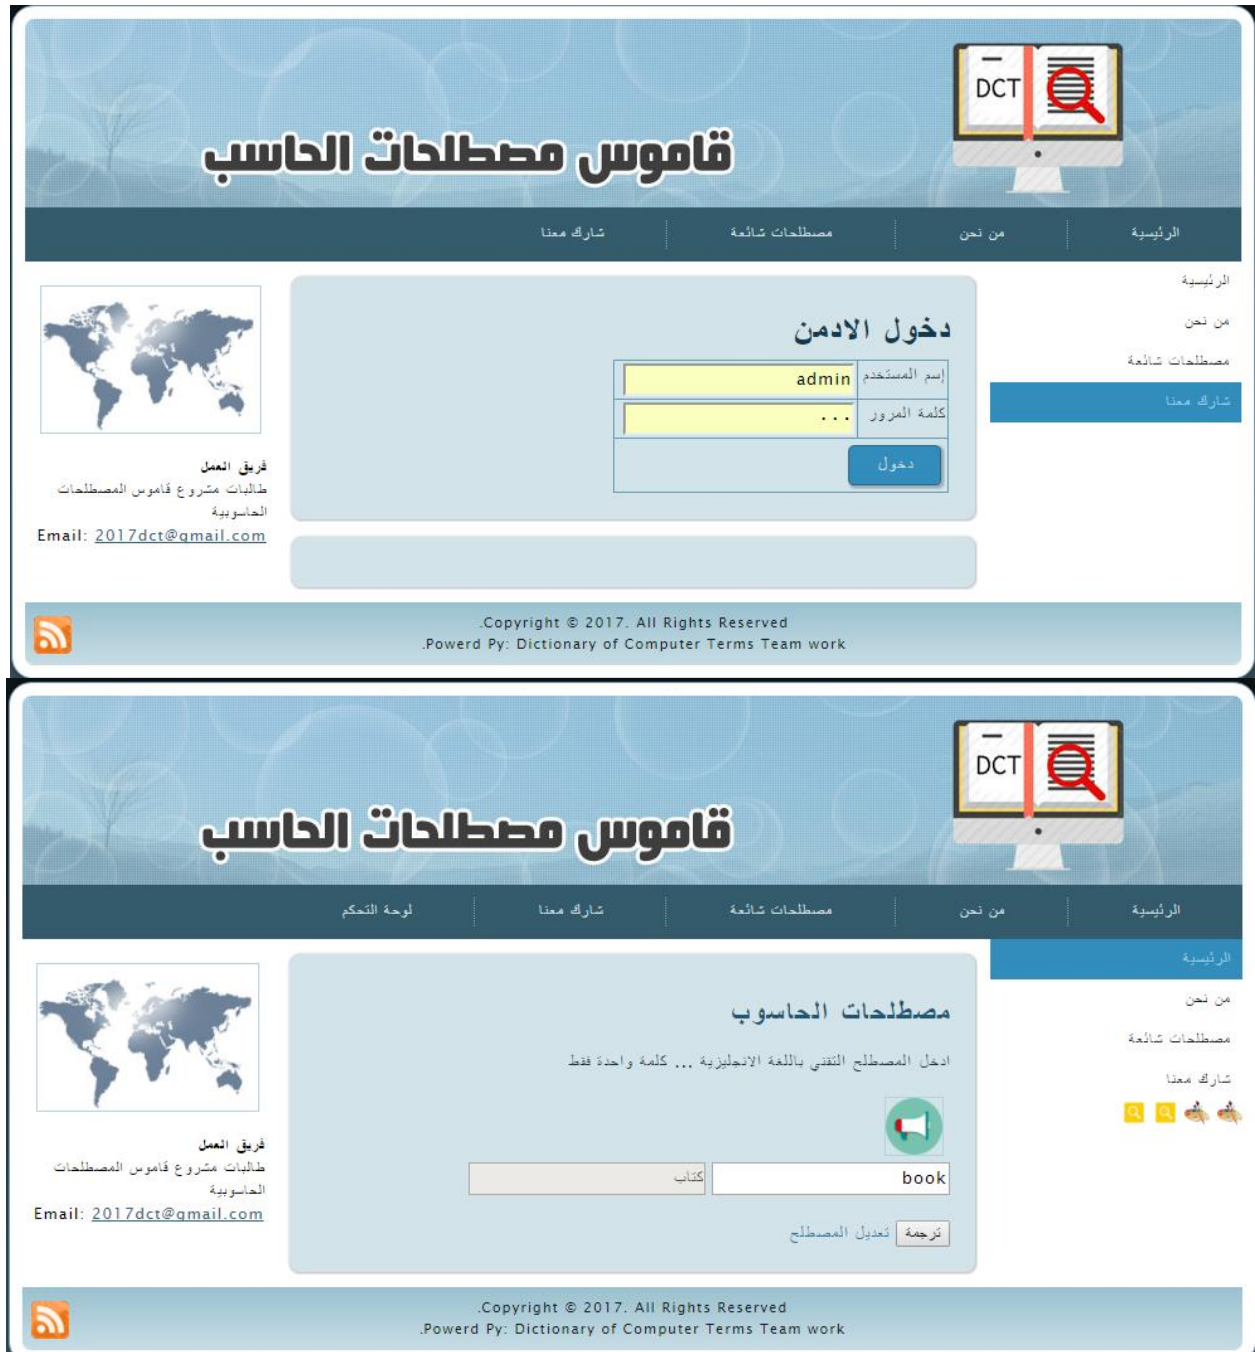 DCT
قاموس مصطلحات الحاسب
الرئيسية من نحن مصطلحات شائعة شارك معنا
الرئيسية
من نحن
مصطلحات شائعة
شارك معنا
دخول الادمن
إسم المستخدم admin
كلمة المرور ...
دخول
فريق العمل
طالبات مشروع قاموس المصطلحات
الحاسوبية
Email: 2017dct@gmail.com
.Copyright © 2017. All Rights Reserved
.Powerd Py: Dictionary of Computer Terms Team work
DCT
قاموس مصطلحات الحاسب
الرئيسية من نحن مصطلحات شائعة شارك معنا لوحة التحكم
الرئيسية
من نحن
مصطلحات شائعة
شارك معنا
مصطلحات الحاسوب
ادخل المصطلح التقني باللغة الانجليزية ... كلمة واحدة فقط
book كتاب
ترجمة تعديل المصطلح
فريق العمل
طالبات مشروع قاموس المصطلحات
الحاسوبية
Email: 2017dct@gmail.com
.Copyright © 2017. All Rights Reserved
.Powerd Py: Dictionary of Computer Terms Team work